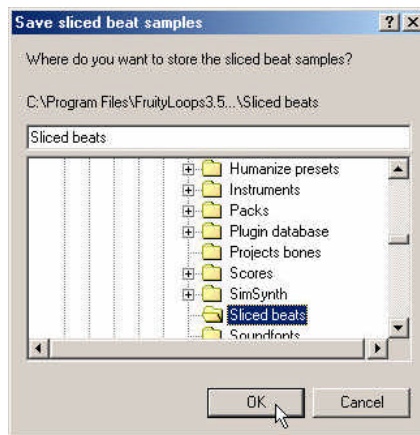 Save sliced beat samples
Where do you want to store the sliced beat samples?
C:\Program Files\FruityLoops3.5...\Sliced beats
Sliced beats
Humanize presets
Instruments
Packs
Plugin database
Projects bones
Scores
SimSynth
Sliced beats
Soundfonts
OK Cancel